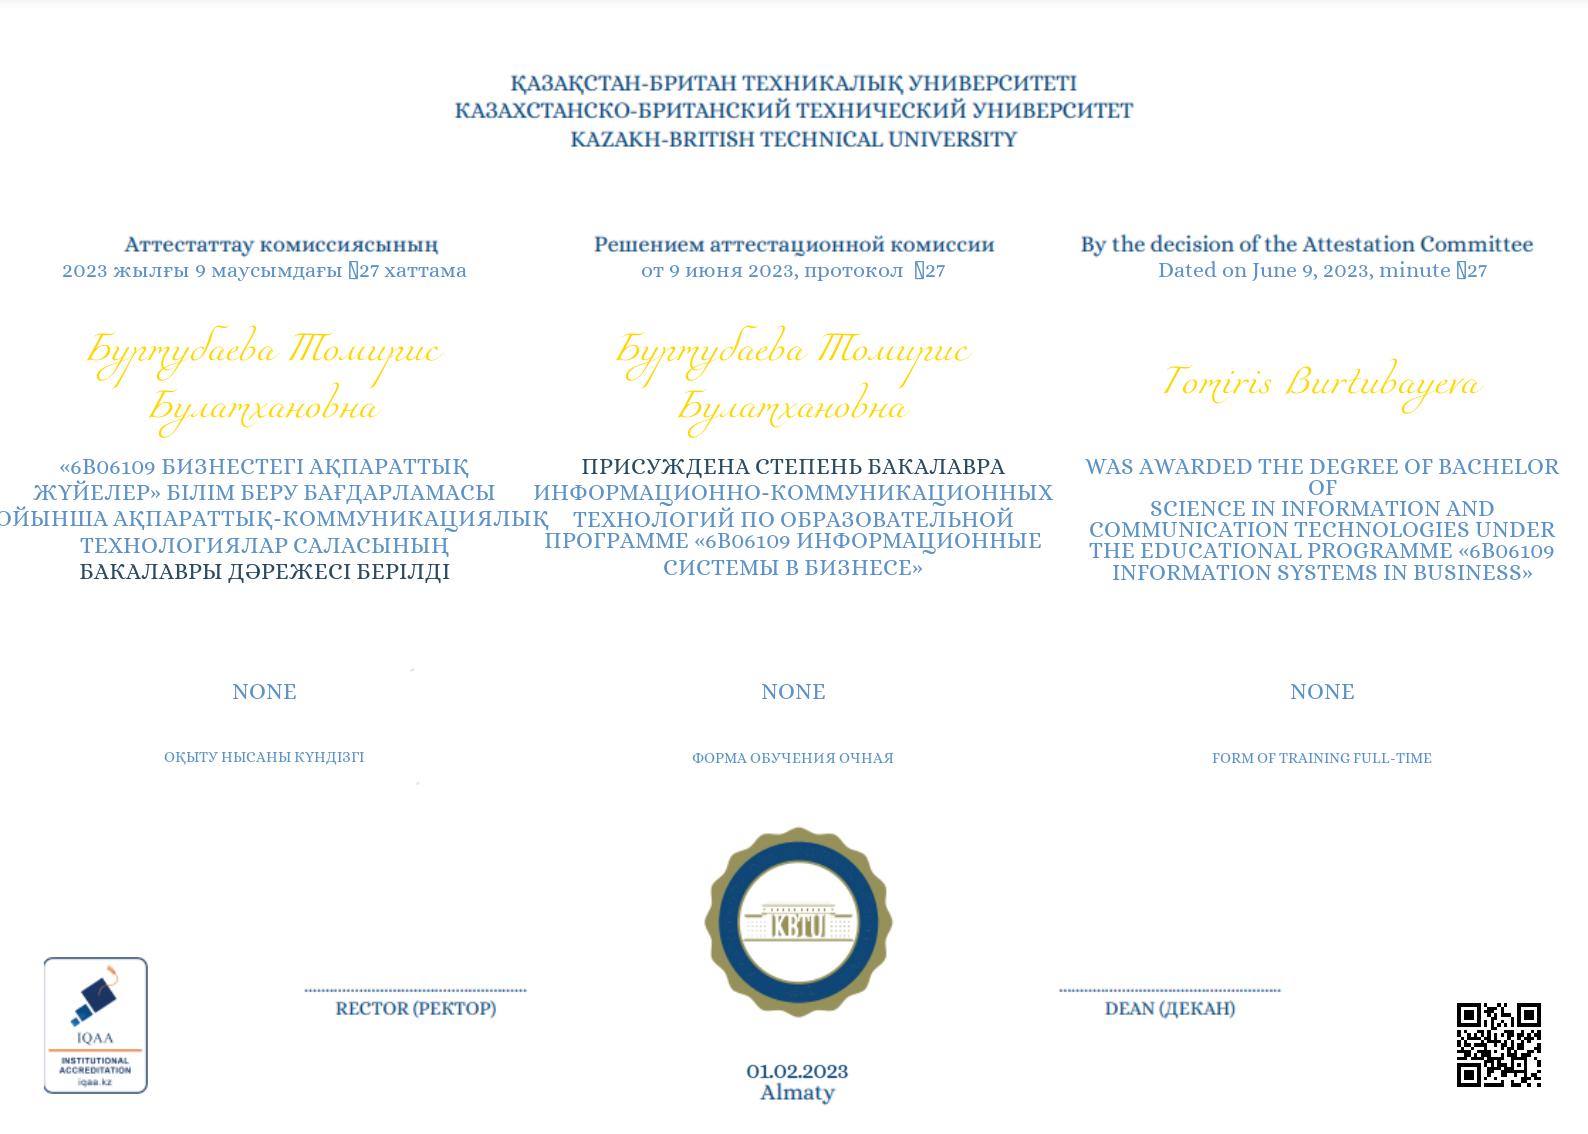 ҚАЗАҚСТАН-БРИТАН ТЕХНИКАЛЫҚ УНИВЕРСИТЕТІ
КАЗАХСТАНСКО-БРИТАНСКИЙ ТЕХНИЧЕСКИЙ УНИВЕРСИТЕТ
KAZAKH-BRITISH TECHNICAL UNIVERSITY
Аттестаттау комиссиясының
2023 жылғы 9 маусымдағы 27 хаттама
Буртубаева Томирис
Булатхановна
«6B06109 БИЗНЕСТЕГІ АҚПАРАТТЫҚ
ЖҮЙЕЛЕР» БІЛІМ БЕРУ БАҒДАРЛАМАСЫ
ОЙЫНША АҚПАРАТТЫҚ-КОММУНИКАЦИЯЛЫҚ
ТЕХНОЛОГИЯЛАР САЛАСЫНЫҢ
БАКАЛАВРЫ ДӘРЕЖЕСІ БЕРІЛДІ
NONE
ОҚЫТУ НЫСАНЫ КҮНДІЗГІ
Решением аттестационной комиссии
от 9 июня 2023, протокол 27
Буртубаева Томирис
Булатхановна
ПРИСУЖДЕНА СТЕПЕНЬ БАКАЛАВРА
ИНФОРМАЦИОННО-КОММУНИКАЦИОННЫХ
ТЕХНОЛОГИЙ ПО ОБРАЗОВАТЕЛЬНОЙ
ПРОГРАММЕ «6B06109 ИНФОРМАЦИОННЫЕ
СИСТЕМЫ В БИЗНЕСЕ»
NONE
ФОРМА ОБУЧЕНИЯ ОЧНАЯ
By the decision of the Attestation Committee
Dated on June 9, 2023, minute 27
Tomiris Burtubayeva
WAS AWARDED THE DEGREE OF BACHELOR
OF
SCIENCE IN INFORMATION AND
COMMUNICATION TECHNOLOGIES UNDER
THE EDUCATIONAL PROGRAMME «6B06109
INFORMATION SYSTEMS IN BUSINESS»
NONE
FORM OF TRAINING FULL-TIME
KBTU
IQAA
INSTITUTIONAL
ACCREDITATION
iqaa.kz
RECTOR (РЕКТОР)
DEAN (ДЕКАН)
01.02.2023
Almaty